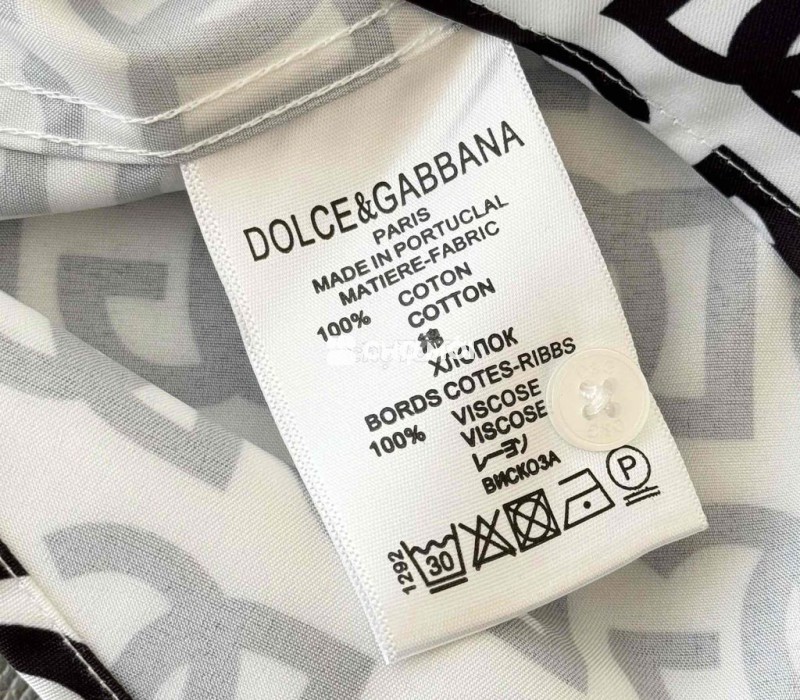 DOLCE&GABBANA
PARIS
MADE IN PORTUCLAL
MATIERE-FABRIC
100% COTON
COTTON
綿
ХЛОПОК
BORDS COTES-RIBBS
100% VISCOSE
VISCOSE
レーヨン
ВИСКОЗА
1292
30
P